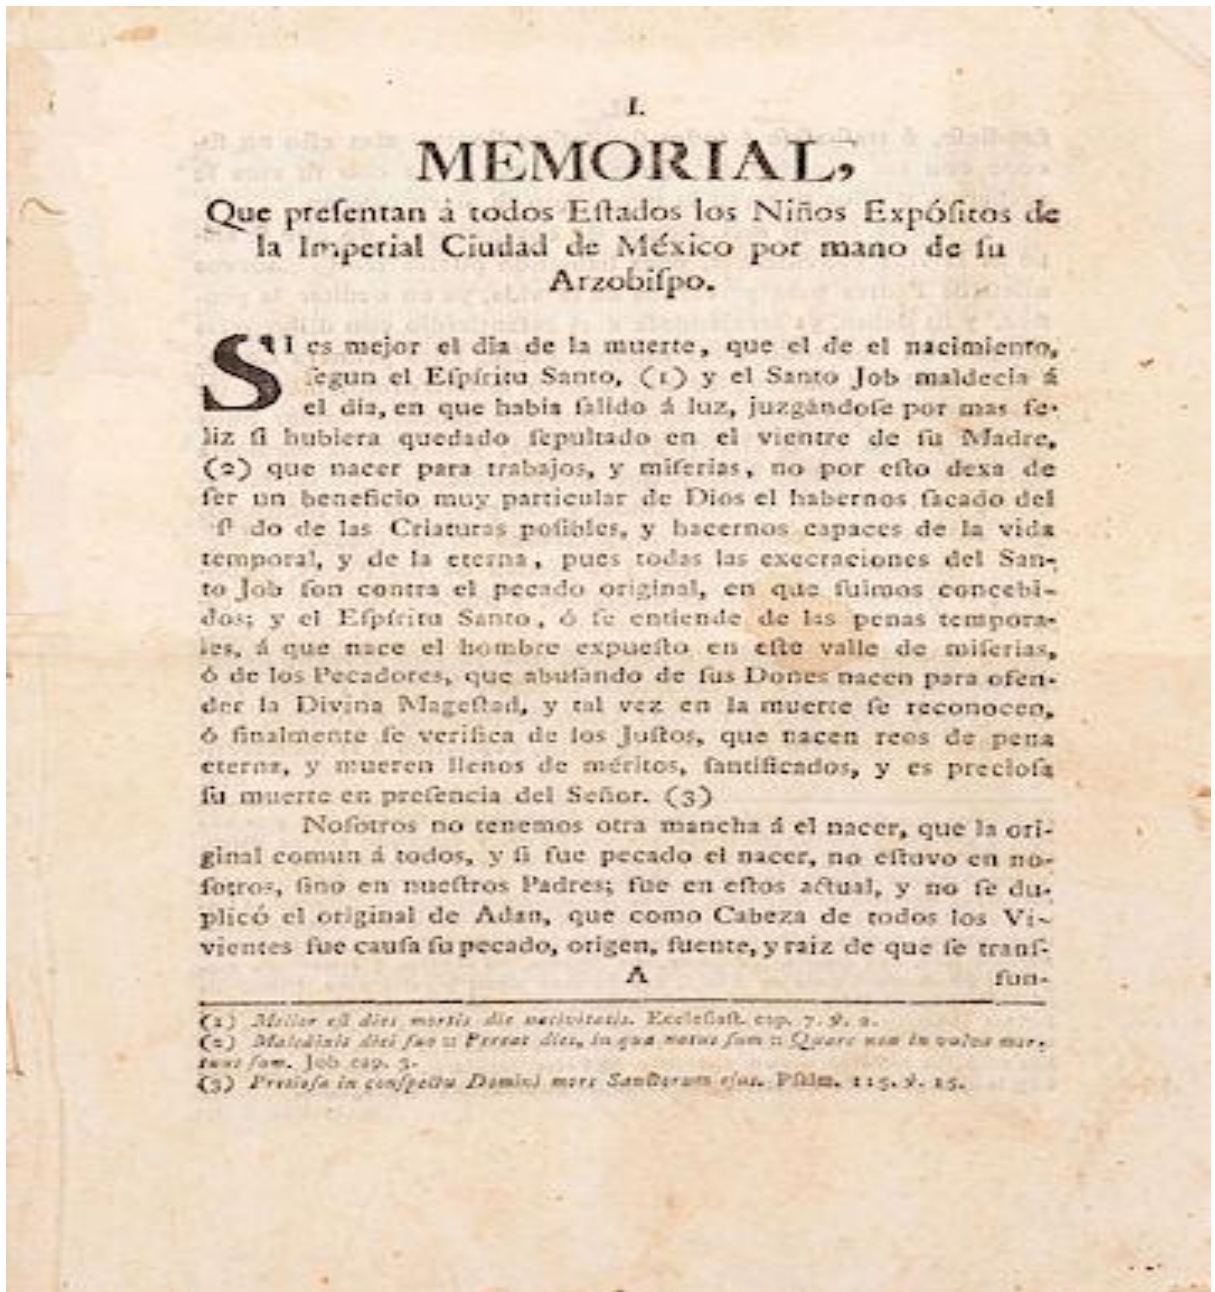 I.
MEMORIAL,
Que preſentan á todos Eſtados los Niños Expóſitos de
la Imperial Ciudad de México por mano de ſu
Arzobiſpo.
SI es mejor el dia de la muerte, que el de el nacimiento,
ſegun el Eſpíritu Santo, (1) y el Santo Job maldecia á
el dia, en que habia ſalido á luz, juzgándoſe por mas fe-
liz ſi hubiera quedado ſepultado en el vientre de ſu Madre,
(2) que nacer para trabajos, y miſerias, no por eſto dexa de
ſer un beneficio muy particular de Dios el habernos ſacado del
do de las Criaturas poſibles, y hacernos capaces de la vida
temporal, y de la eterna, pues todas las execraciones del San-
to Job ſon contra el pecado original, en que fuimos concebi-
dos; y el Eſpíritu Santo, ó ſe entiende de las penas tempora-
les, á que nace el hombre expueſto en eſte valle de miſerias,
ó de los Pecadores, que abuſando de ſus Dones nacen para ofen-
der la Divina Mageſtad, y tal vez en la muerte ſe reconocen,
ó finalmente ſe verifica de los Juſtos, que nacen reos de pena
eterna, y mueren llenos de méritos, ſantificados, y es precioſa
ſu muerte en preſencia del Señor. (3)
Noſotros no tenemos otra mancha á el nacer, que la ori-
ginal comun á todos, y ſi fue pecado el nacer, no eſtuvo en no-
ſotros, ſino en nueſtros Padres; fue en eſtos actual, y no ſe du-
plicó el original de Adan, que como Cabeza de todos los Vi-
vientes fue cauſa ſu pecado, origen, fuente, y raiz de que ſe tranſ-
A fun-
(1) Melior eſt dies mortis die nativitatis. Eccleſiaſt. cap. 7. ℣. 2.
(2) Maledixit diei ſuo :: Pereat dies, in qua natus ſum :: Quare non in vulva mor-
tuus ſum. Job cap. 3.
(3) Pretioſa in conſpectu Domini mors Sanctorum ejus. Pſalm. 115. ℣. 15.